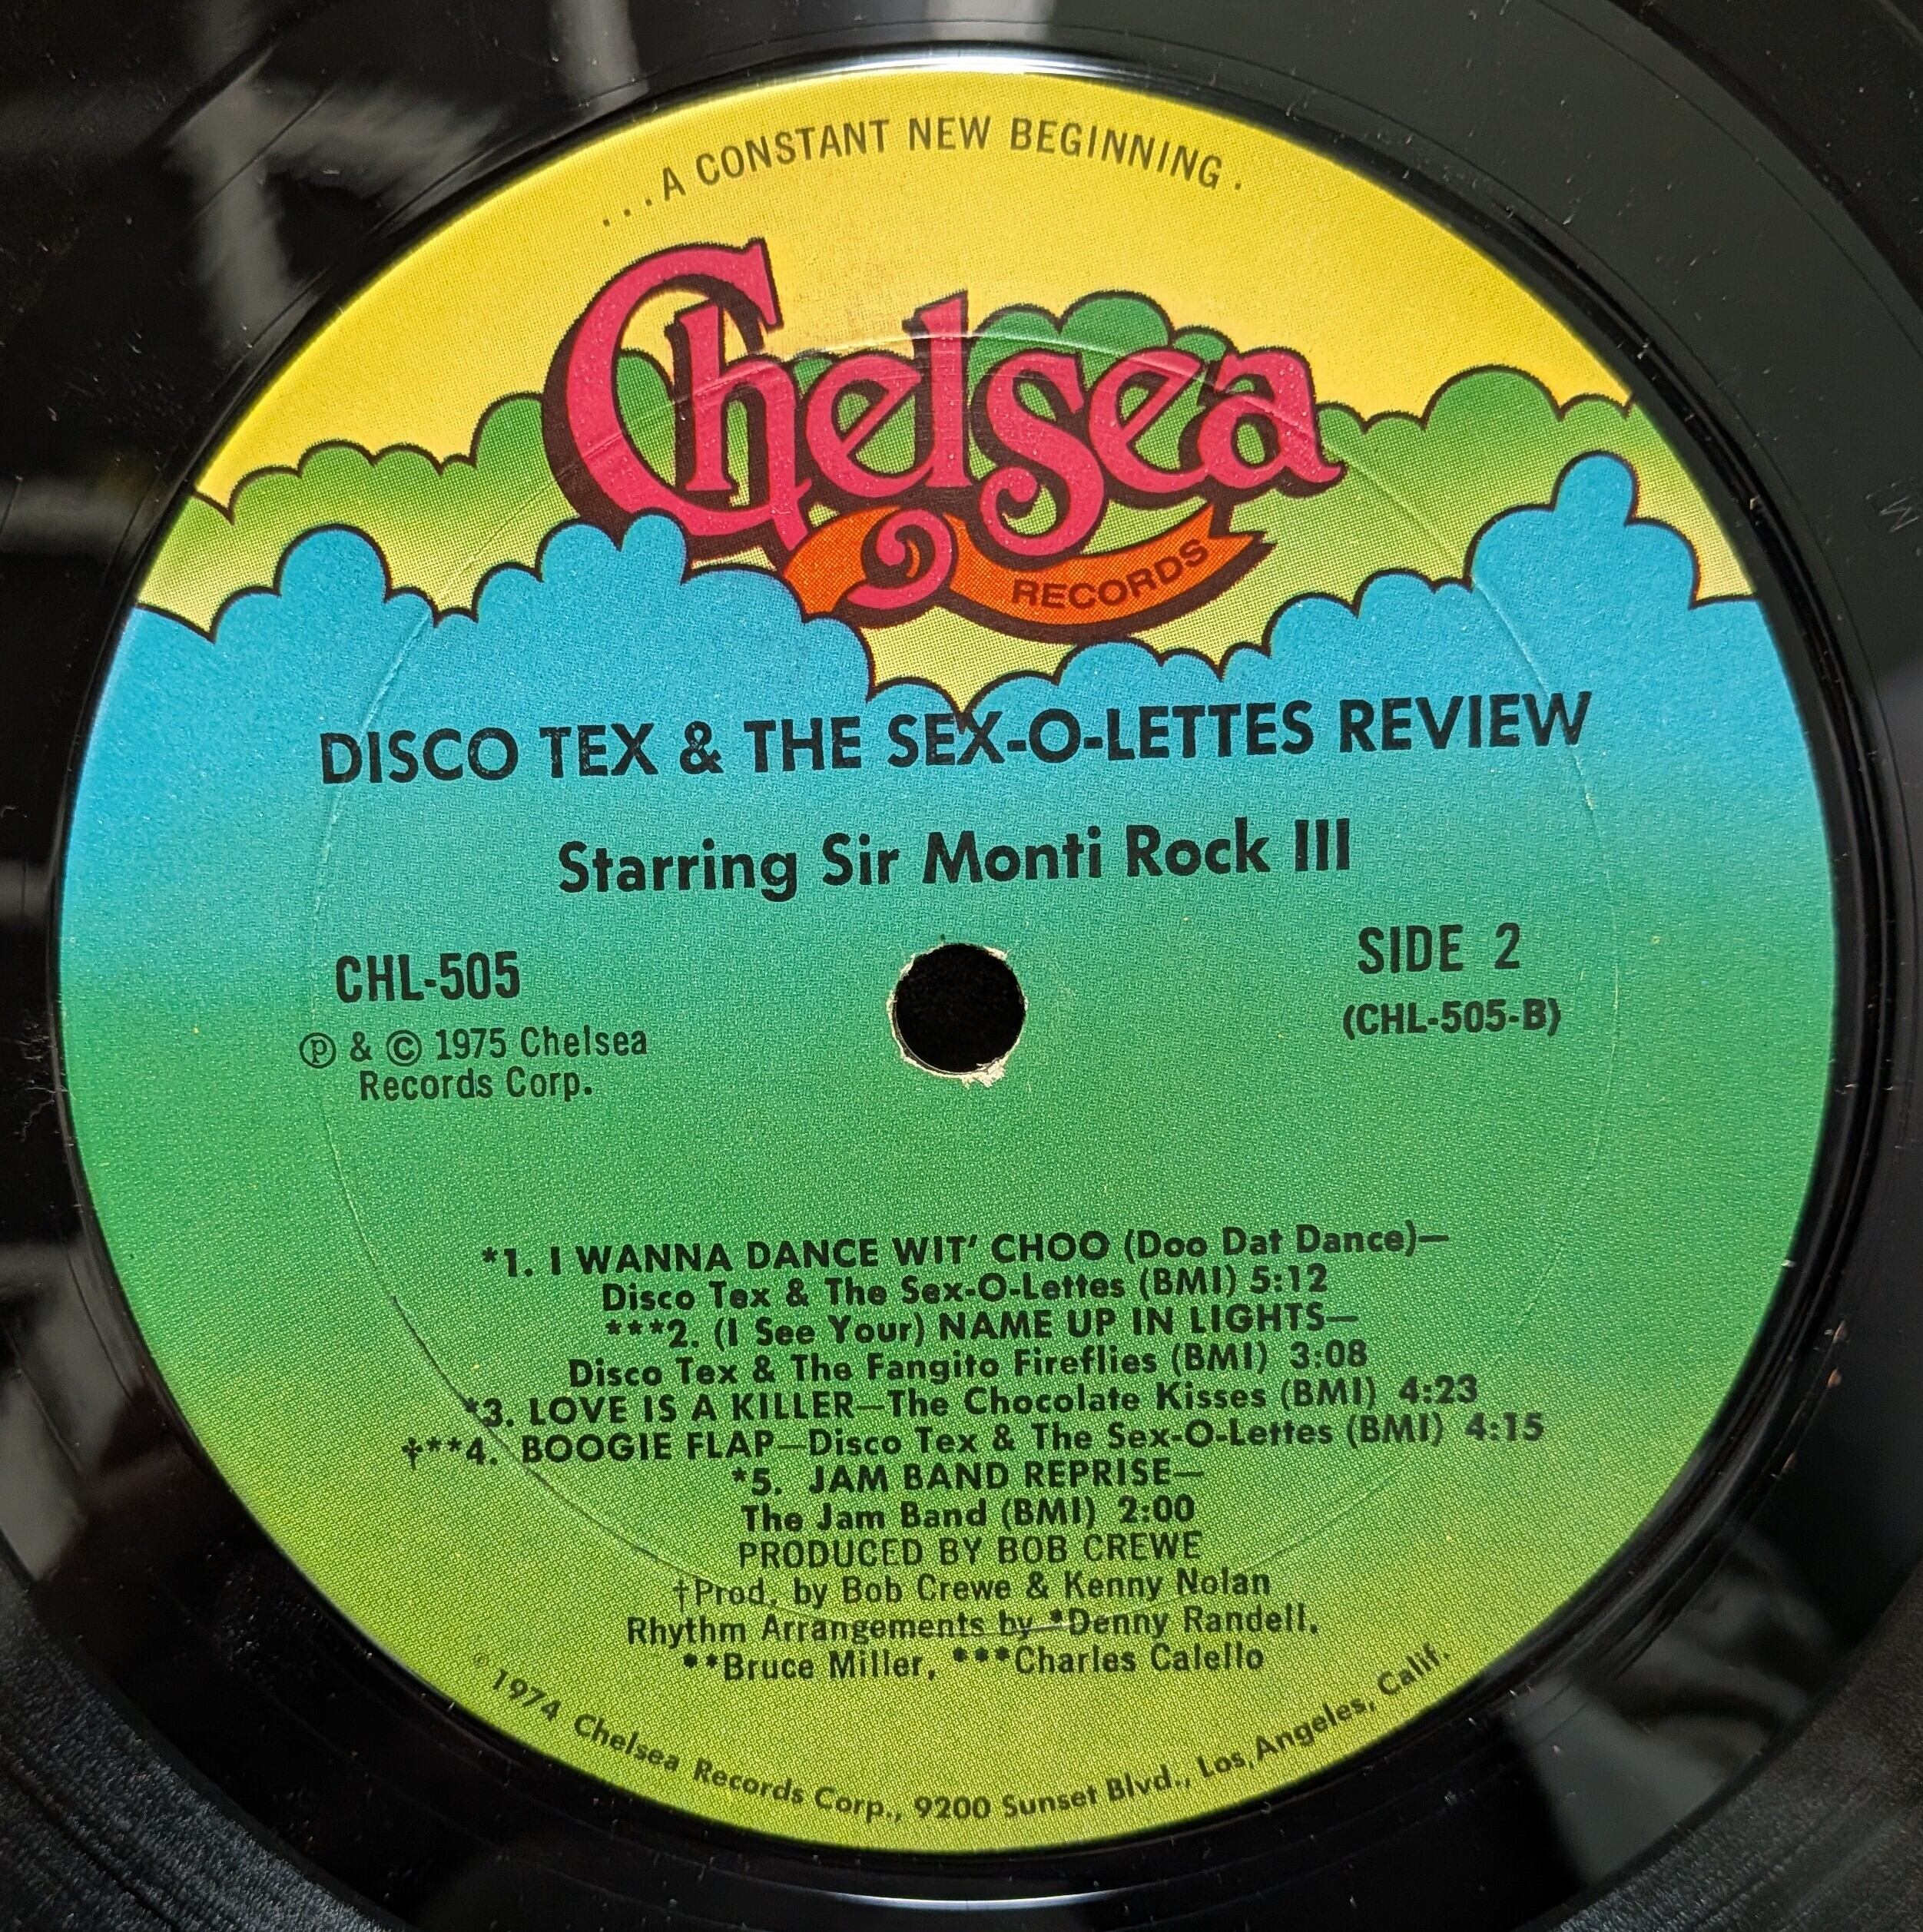 ...A CONSTANT NEW BEGINNING.
Chelsea
RECORDS
DISCO TEX & THE SEX-O-LETTES REVIEW
Starring Sir Monti Rock III
CHL-505
SIDE 2
(CHL-505-B)
℗ & © 1975 Chelsea
Records Corp.
*1. I WANNA DANCE WIT' CHOO (Doo Dat Dance)—
Disco Tex & The Sex-O-Lettes (BMI) 5:12
***2. (I See Your) NAME UP IN LIGHTS—
Disco Tex & The Fangito Fireflies (BMI) 3:08
*3. LOVE IS A KILLER—The Chocolate Kisses (BMI) 4:23
†**4. BOOGIE FLAP—Disco Tex & The Sex-O-Lettes (BMI) 4:15
*5. JAM BAND REPRISE—
The Jam Band (BMI) 2:00
PRODUCED BY BOB CREWE
†Prod. by Bob Crewe & Kenny Nolan
Rhythm Arrangements by *Denny Randell,
**Bruce Miller, ***Charles Calello
© 1974 Chelsea Records Corp., 9200 Sunset Blvd., Los Angeles, Calif.